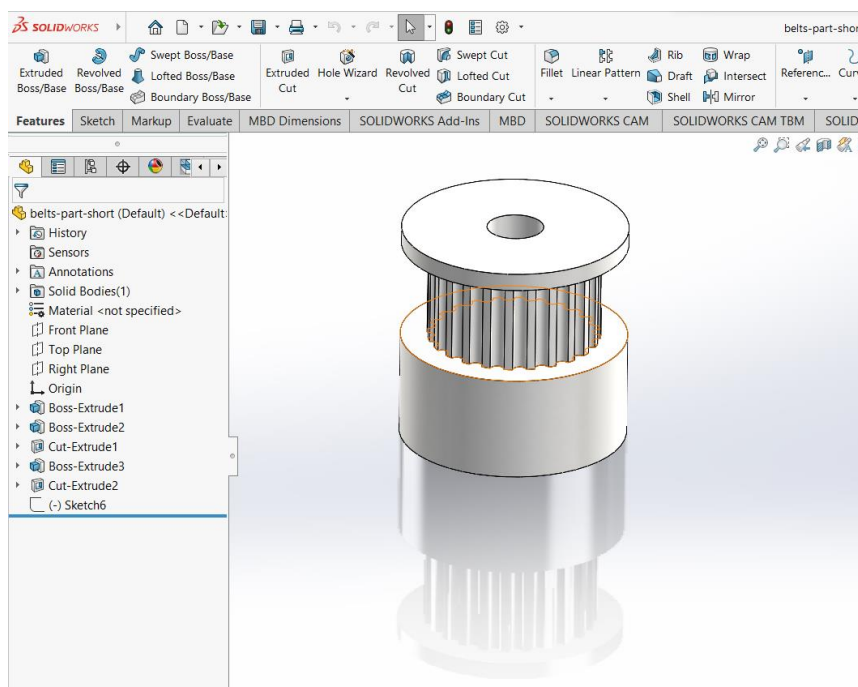 SOLIDWORKS
belts-part-shor
Extruded Boss/Base
Revolved Boss/Base
Swept Boss/Base
Lofted Boss/Base
Boundary Boss/Base
Extruded Cut
Hole Wizard
Revolved Cut
Swept Cut
Lofted Cut
Boundary Cut
Fillet
Linear Pattern
Rib
Draft
Shell
Wrap
Intersect
Mirror
Referenc...
Cur
Features Sketch Markup Evaluate MBD Dimensions SOLIDWORKS Add-Ins MBD SOLIDWORKS CAM SOLIDWORKS CAM TBM SOLID
belts-part-short (Default) <<Default
History
Sensors
Annotations
Solid Bodies(1)
Material <not specified>
Front Plane
Top Plane
Right Plane
Origin
Boss-Extrude1
Boss-Extrude2
Cut-Extrude1
Boss-Extrude3
Cut-Extrude2
(-) Sketch6